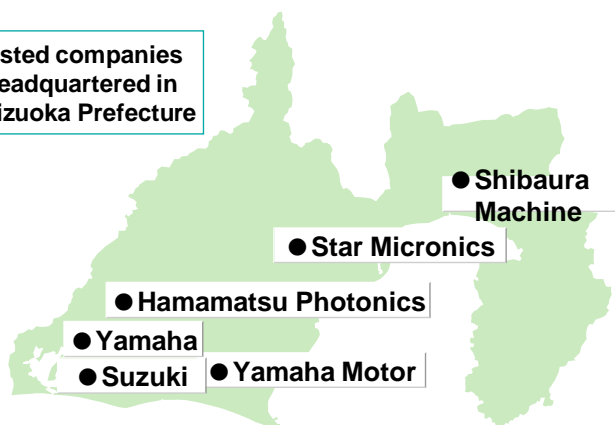 sted companies
eadquartered in
izuoka Prefecture
● Shibaura
Machine
● Star Micronics
● Hamamatsu Photonics
● Yamaha
● Suzuki
● Yamaha Motor